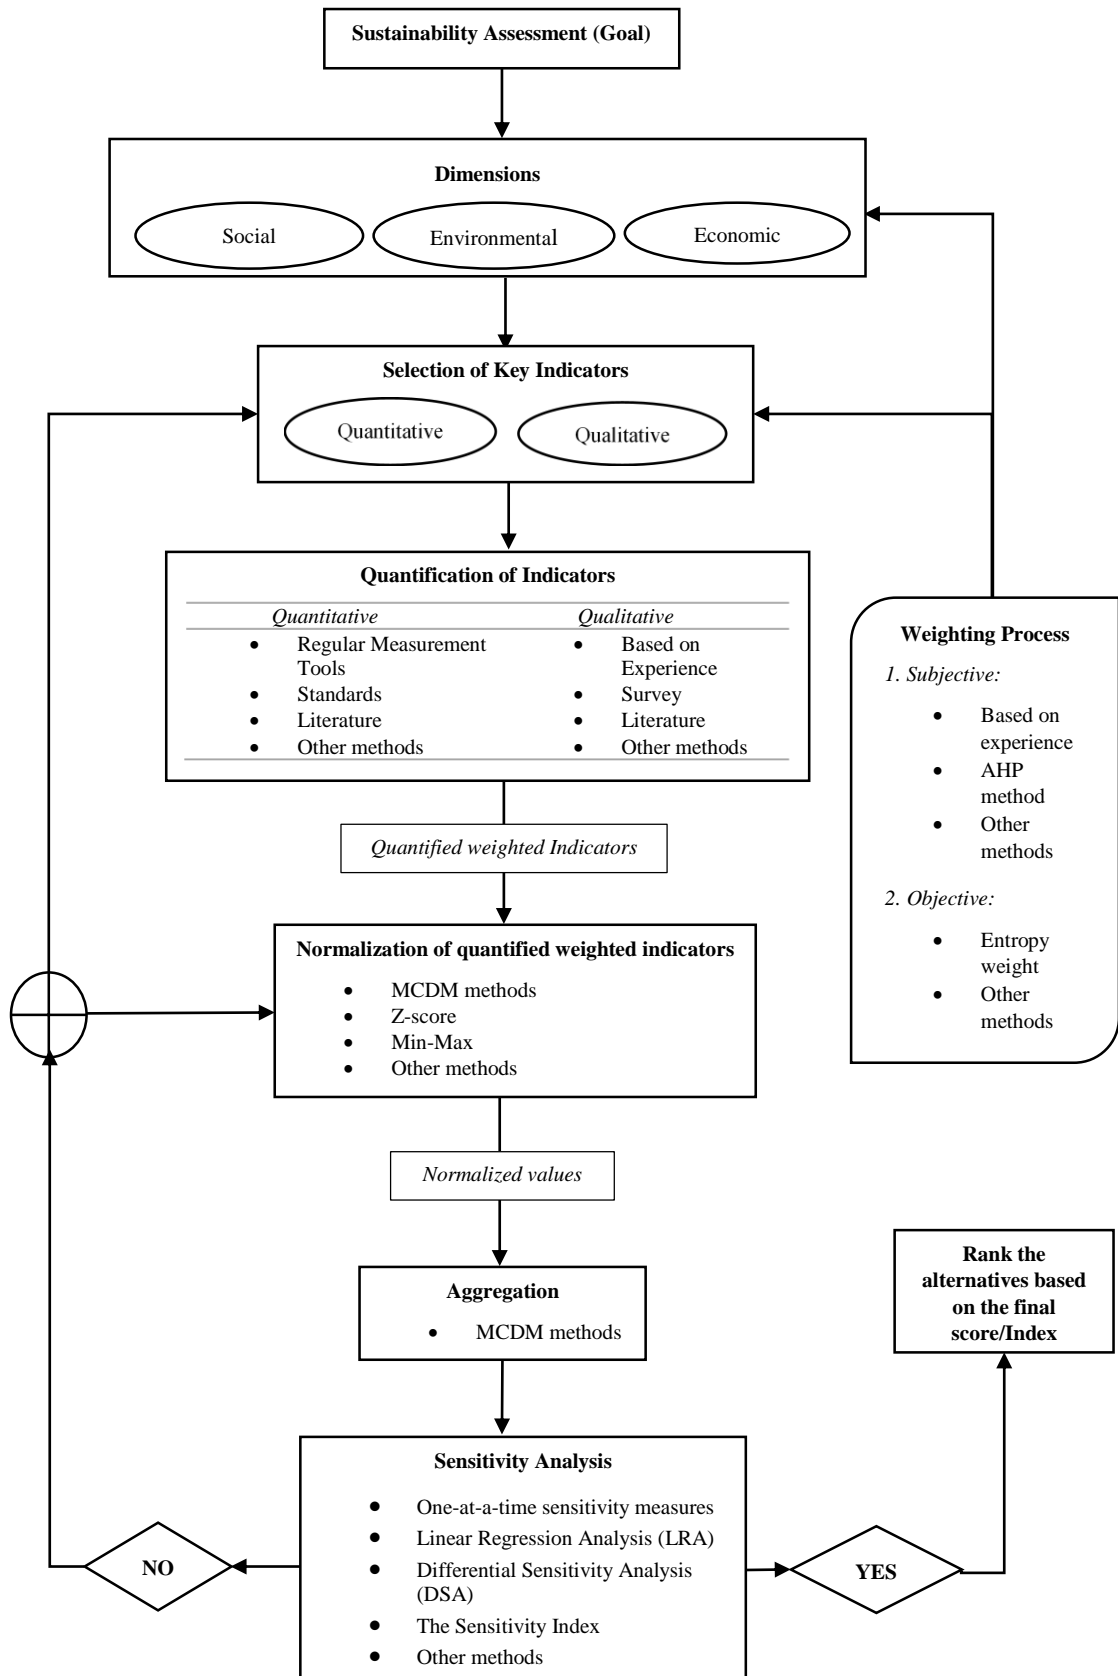 Sustainability Assessment (Goal)
Dimensions
Social
Environmental
Economic
Selection of Key Indicators
Quantitative
Qualitative
Quantification of Indicators
Quantitative
Qualitative
• Regular Measurement
Tools
• Standards
• Literature
• Other methods
• Based on
Experience
• Survey
• Literature
• Other methods
Weighting Process
1. Subjective:
• Based on
experience
• AHP
method
• Other
methods
2. Objective:
• Entropy
weight
• Other
methods
Quantified weighted Indicators
Normalization of quantified weighted indicators
• MCDM methods
• Z-score
• Min-Max
• Other methods
Normalized values
Aggregation
• MCDM methods
Rank the
alternatives based
on the final
score/Index
Sensitivity Analysis
• One-at-a-time sensitivity measures
• Linear Regression Analysis (LRA)
• Differential Sensitivity Analysis
(DSA)
• The Sensitivity Index
• Other methods
NO
YES